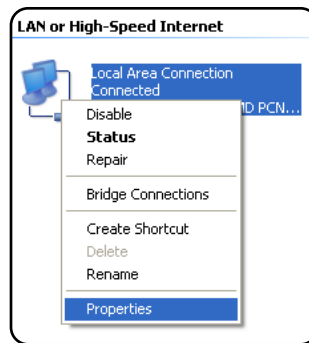 LAN or High-Speed Internet
Local Area Connection
Connected
MD PCN...
Disable
Status
Repair
Bridge Connections
Create Shortcut
Delete
Rename
Properties